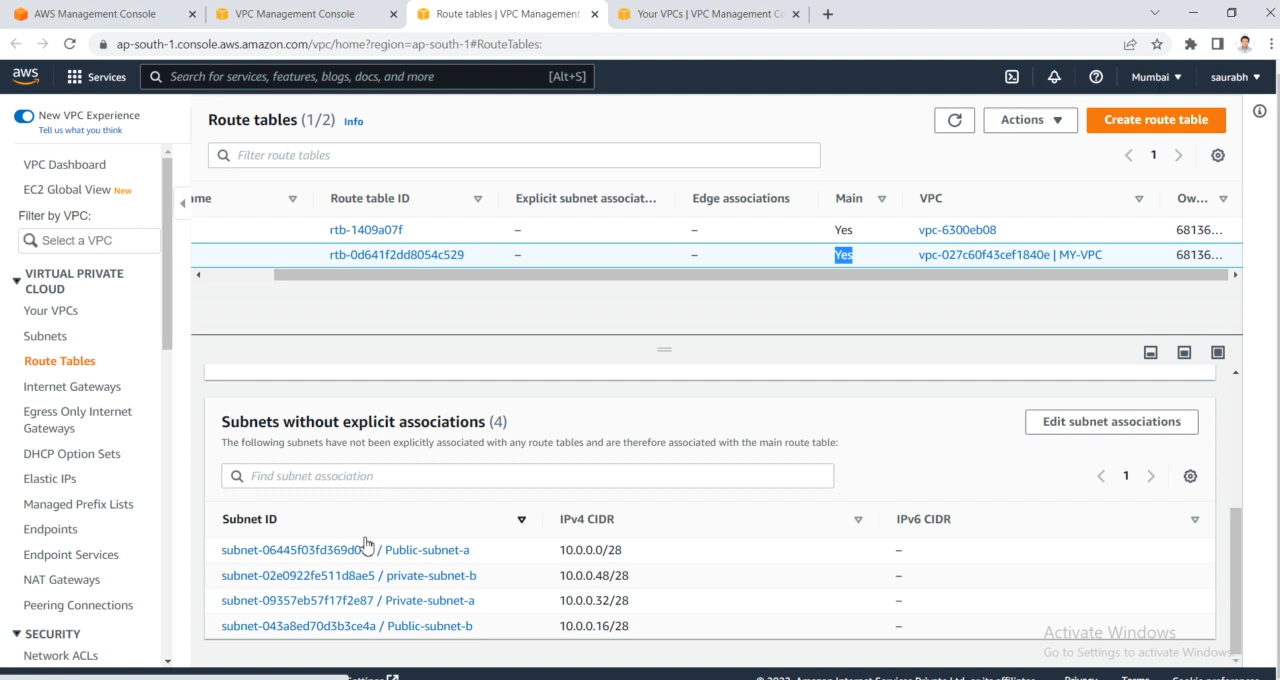 AWS Management Console
VPC Management Console
Route tables | VPC Management
Your VPCs | VPC Management Co
ap-south-1.console.aws.amazon.com/vpc/home?region=ap-south-1#RouteTables:
aws
Services
Search for services, features, blogs, docs, and more
[Alt+S]
Mumbai
saurabh
New VPC Experience
Tell us what you think
VPC Dashboard
EC2 Global View New
Filter by VPC:
Select a VPC
VIRTUAL PRIVATE
CLOUD
Your VPCs
Subnets
Route Tables
Internet Gateways
Egress Only Internet
Gateways
DHCP Option Sets
Elastic IPs
Managed Prefix Lists
Endpoints
Endpoint Services
NAT Gateways
Peering Connections
SECURITY
Network ACLs
Route tables (1/2) Info
Actions
Create route table
Filter route tables
1
me Route table ID Explicit subnet associat... Edge associations Main VPC Ow...
rtb-1409a07f – – Yes vpc-6300eb08 68136...
rtb-0d641f2dd8054c529 – – Yes vpc-027c60f43cef1840e | MY-VPC 68136...
Subnets without explicit associations (4)
Edit subnet associations
The following subnets have not been explicitly associated with any route tables and are therefore associated with the main route table:
Find subnet association
1
Subnet ID IPv4 CIDR IPv6 CIDR
/ Public-subnet-a 10.0.0.0/28 –
subnet-02e0922fe511d8ae5 / private-subnet-b 10.0.0.48/28 –
subnet-09357eb57f17f2e87 / Private-subnet-a 10.0.0.32/28 –
subnet-043a8ed70d3b3ce4a / Public-subnet-b 10.0.0.16/28 –
Activate Windows
Go to Settings to activate Windows.